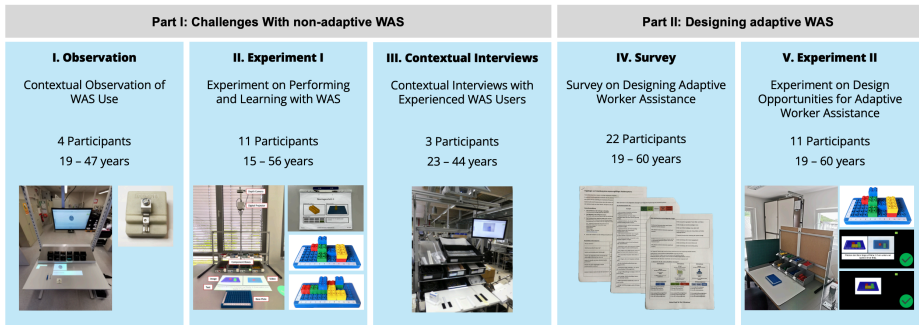 Part I: Challenges With non-adaptive WAS
Part II: Designing adaptive WAS
I. Observation
Contextual Observation of
WAS Use
4 Participants
19 – 47 years
II. Experiment I
Experiment on Performing
and Learning with WAS
11 Participants
15 – 56 years
III. Contextual Interviews
Contextual Interviews with
Experienced WAS Users
3 Participants
23 – 44 years
IV. Survey
Survey on Designing Adaptive
Worker Assistance
22 Participants
19 – 60 years
V. Experiment II
Experiment on Design
Opportunities for Adaptive
Worker Assistance
11 Participants
19 – 60 years